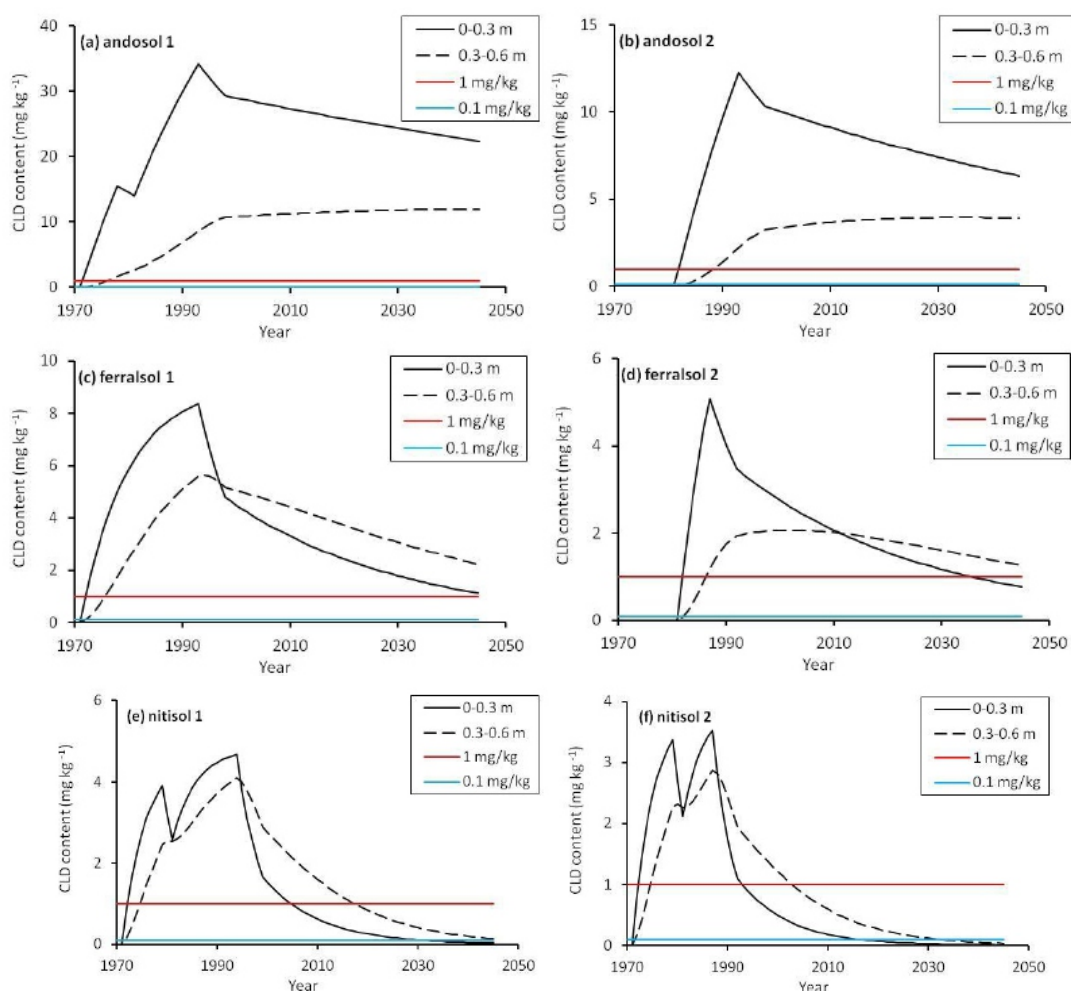 (a) andosol 1
CLD content (mg kg⁻¹)
40
30
20
10
0
1970 1990 2010 2030 2050
Year
0-0.3 m
0.3-0.6 m
1 mg/kg
0.1 mg/kg
(b) andosol 2
CLD content (mg kg⁻¹)
15
10
5
0
1970 1990 2010 2030 2050
Year
0-0.3 m
0.3-0.6 m
1 mg/kg
0.1 mg/kg
(c) ferralsol 1
CLD content (mg kg⁻¹)
10
8
6
4
2
0
1970 1990 2010 2030 2050
Year
0-0.3 m
0.3-0.6 m
1 mg/kg
0.1 mg/kg
(d) ferralsol 2
CLD content (mg kg⁻¹)
6
4
2
0
1970 1990 2010 2030 2050
Year
0-0.3 m
0.3-0.6 m
1 mg/kg
0.1 mg/kg
(e) nitisol 1
CLD content (mg kg⁻¹)
6
4
2
0
1970 1990 2010 2030 2050
Year
0-0.3 m
0.3-0.6 m
1 mg/kg
0.1 mg/kg
(f) nitisol 2
CLD content (mg kg⁻¹)
4
3
2
1
0
1970 1990 2010 2030 2050
Year
0-0.3 m
0.3-0.6 m
1 mg/kg
0.1 mg/kg